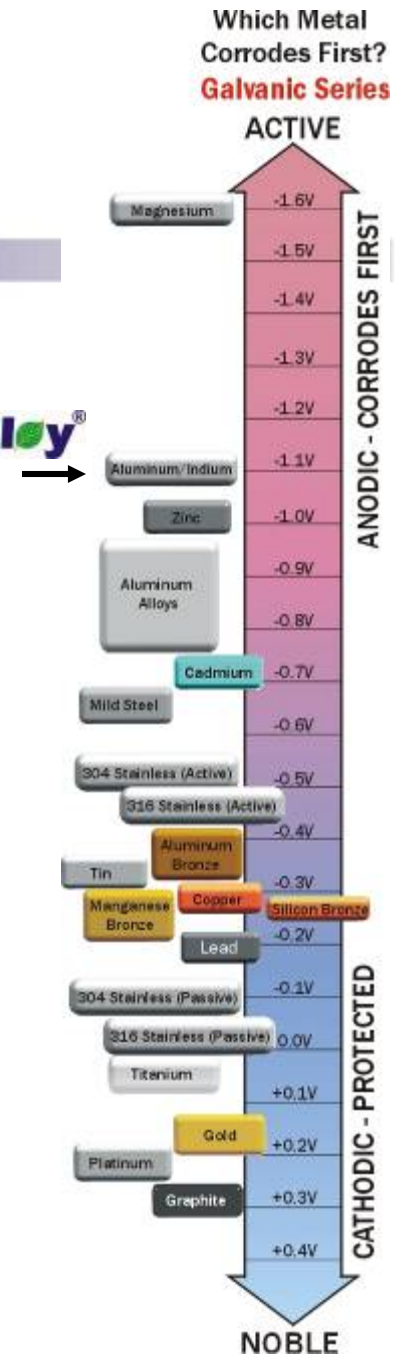 Which Metal
Corrodes First?
Galvanic Series
ACTIVE
Magnesium
-1.6V
-1.5V
-1.4V
-1.3V
-1.2V
loy®
Aluminum/Indium
-1.1V
Zinc
-1.0V
ANODIC - CORRODES FIRST
Aluminum
Alloys
-0.9V
-0.8V
Cadmium
-0.7V
Mild Steel
-0.6V
304 Stainless (Active)
-0.5V
316 Stainless (Active)
-0.4V
Aluminum
Bronze
Tin
-0.3V
Copper
Manganese
Bronze
Silicon Bronze
-0.2V
Lead
304 Stainless (Passive)
-0.1V
316 Stainless (Passive)
0.0V
Titanium
+0.1V
Gold
+0.2V
Platinum
Graphite
+0.3V
+0.4V
CATHODIC - PROTECTED
NOBLE